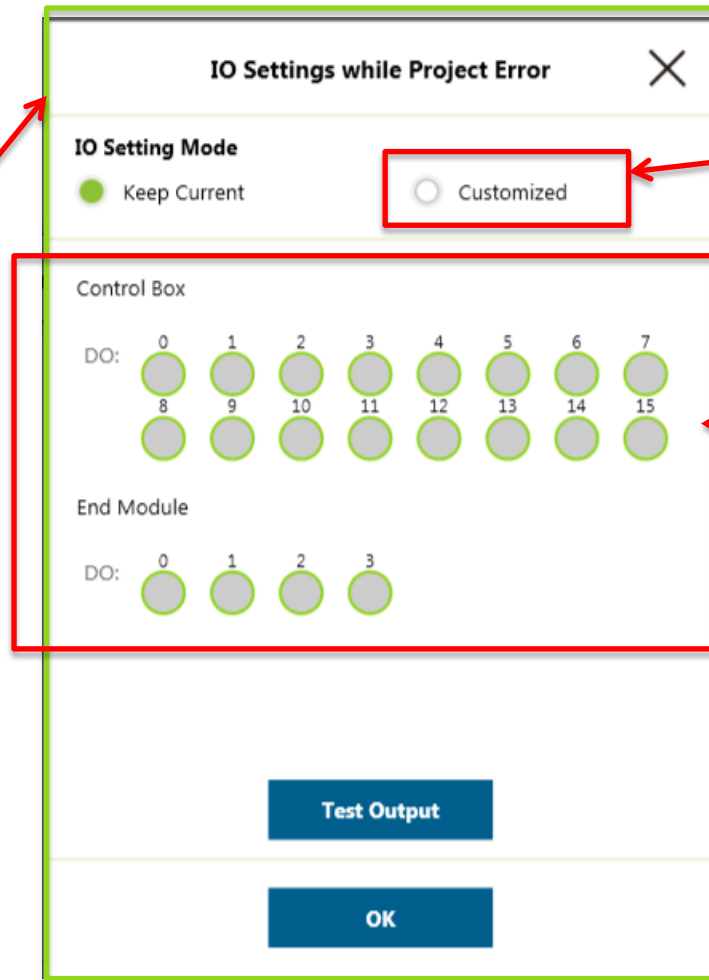 IO Settings while Project Error
IO Setting Mode
Keep Current Customized
Control Box
0 1 2 3 4 5 6 7
DO:
8 9 10 11 12 13 14 15
End Module
0 1 2 3
DO:
Test Output
OK